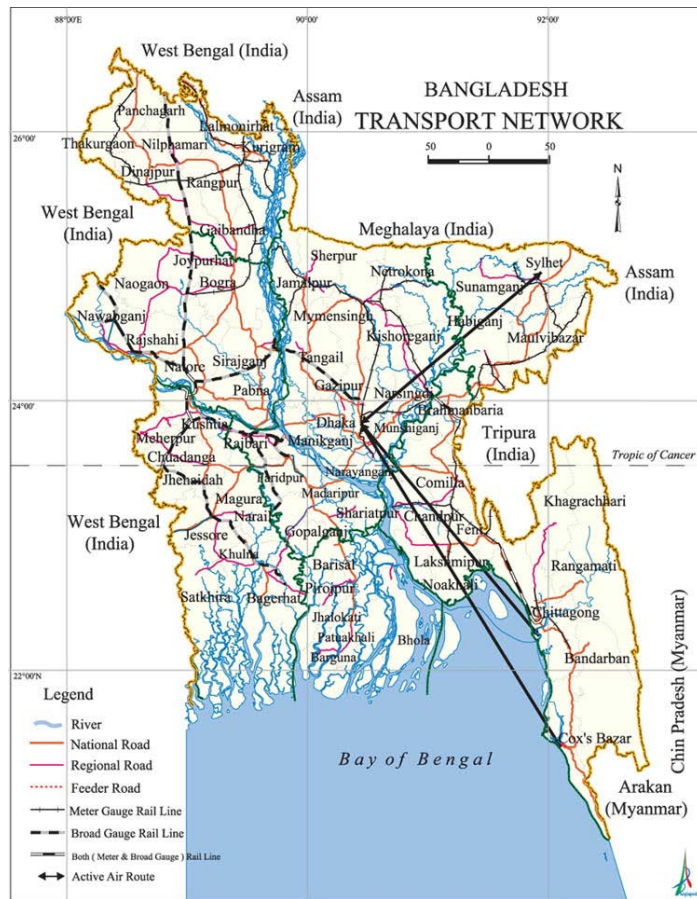 88°00'E
90°00'
92°00'
West Bengal (India)
BANGLADESH
TRANSPORT NETWORK
50
0
50
N
Assam
(India)
26°00'
Panchagarh
Lalmonirhat
Thakurgaon
Nilphamari
Kurigram
Dinajpur
Rangpur
West Bengal
(India)
Gaibandha
Meghalaya (India)
Joypurhat
Sherpur
Netrokona
Sylhet
Assam
(India)
Naogaon
Bogra
Jamalpur
Sunamganj
Nawabganj
Mymensingh
Habiganj
Rajshahi
Kishoreganj
Maulvibazar
Natore
Sirajganj
Tangail
Pabna
Gazipur
Narsingdi
24°00'
Brahmanbaria
Kushtia
Dhaka
Munshiganj
Meherpur
Rajbari
Manikganj
Tripura
(India)
Chuadanga
Tropic of Cancer
Jhehaidah
Faridpur
Narayanganj
Comilla
Magura
Madaripur
Khagrachhari
West Bengal
(India)
Narail
Shariatpur
Chandpur
Jessore
Gopalganj
Feni
Khulna
Barisal
Lakshmipur
Rangamati
Satkhira
Bagerhat
Pirojpur
Noakhali
Jhalokati
Chittagong
Patuakhali
Bhola
Barguna
Bandarban
22°00'
Chin Pradesh (Myanmar)
Cox's Bazar
Bay of Bengal
Arakan
(Myanmar)
Legend
River
National Road
Regional Road
Feeder Road
Meter Gauge Rail Line
Broad Gauge Rail Line
Both ( Meter & Broad Gauge ) Rail Line
Active Air Route